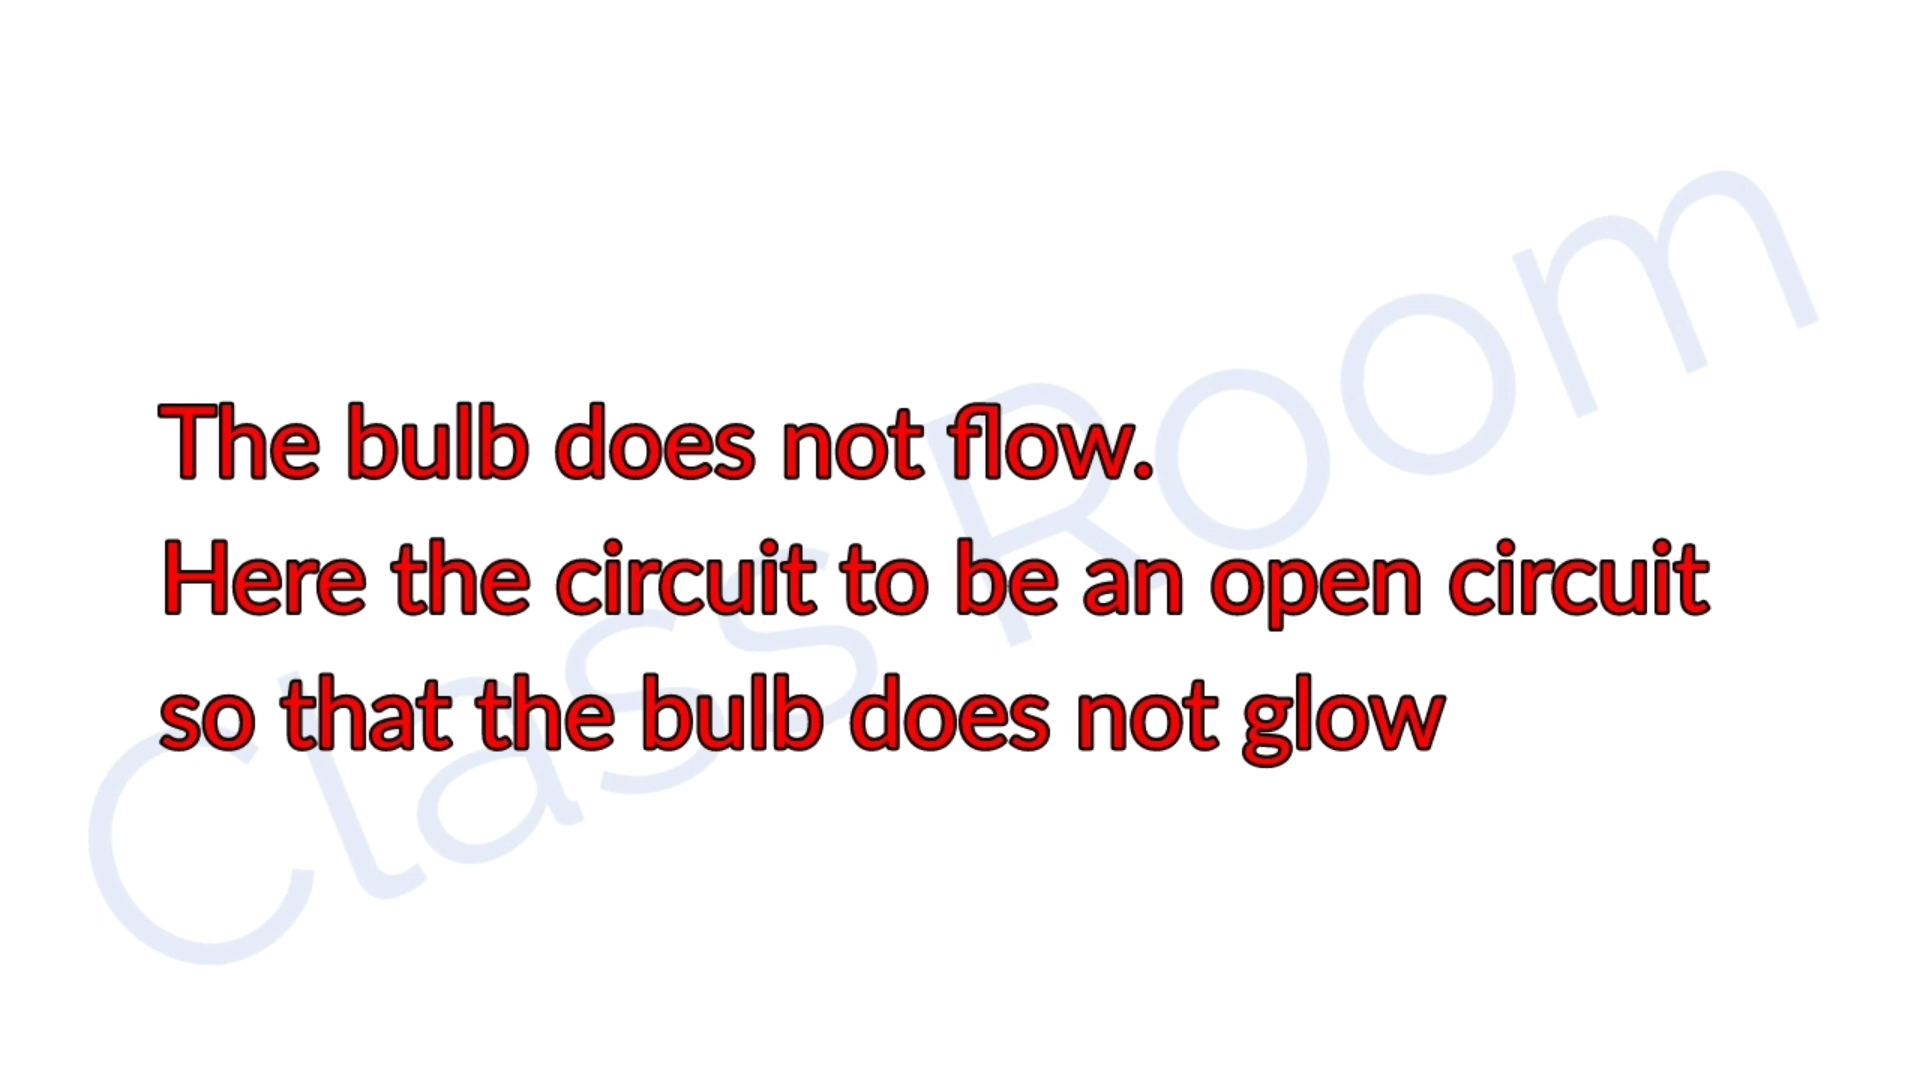 The bulb does not flow.
Here the circuit to be an open circuit
so that the bulb does not glow
Class Room